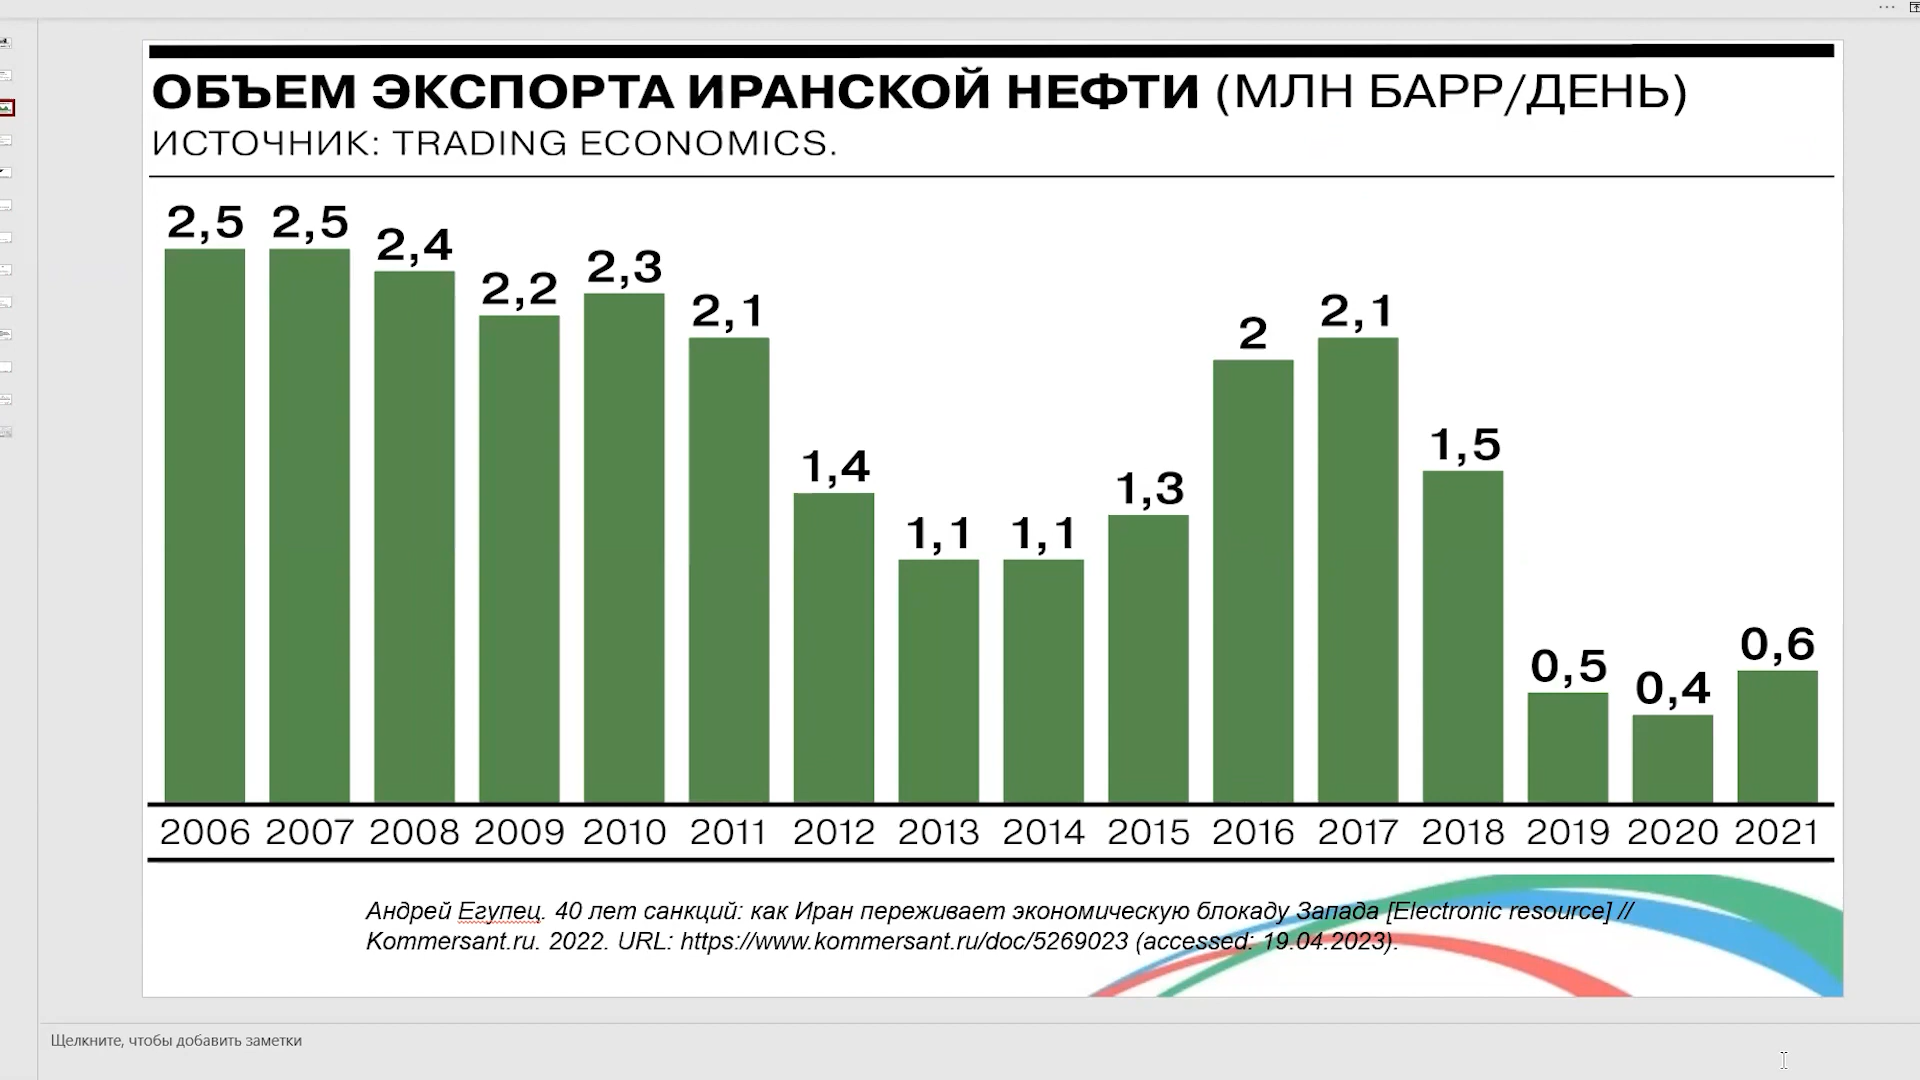 ОБЪЕМ ЭКСПОРТА ИРАНСКОЙ НЕФТИ (МЛН БАРР/ДЕНЬ)
ИСТОЧНИК: TRADING ECONOMICS.
2,5 2,5 2,4 2,2 2,3 2,1 1,4 1,1 1,1 1,3 2 2,1 1,5 0,5 0,4 0,6
2006 2007 2008 2009 2010 2011 2012 2013 2014 2015 2016 2017 2018 2019 2020 2021
Андрей Егупец. 40 лет санкций: как Иран переживает экономическую блокаду Запада [Electronic resource] //
Kommersant.ru. 2022. URL: https://www.kommersant.ru/doc/5269023 (accessed: 19.04.2023).
Щелкните, чтобы добавить заметки